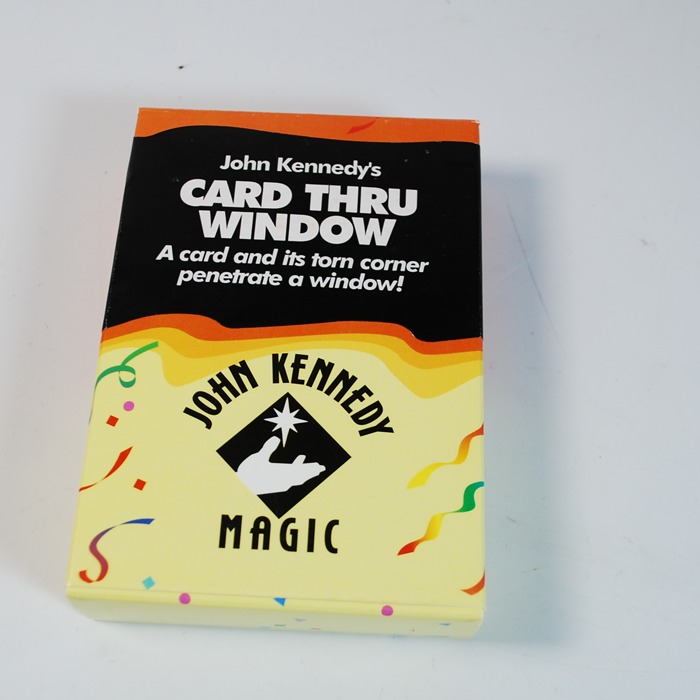 John Kennedy's
CARD THRU
WINDOW
A card and its torn corner
penetrate a window!
JOHN KENNEDY
MAGIC